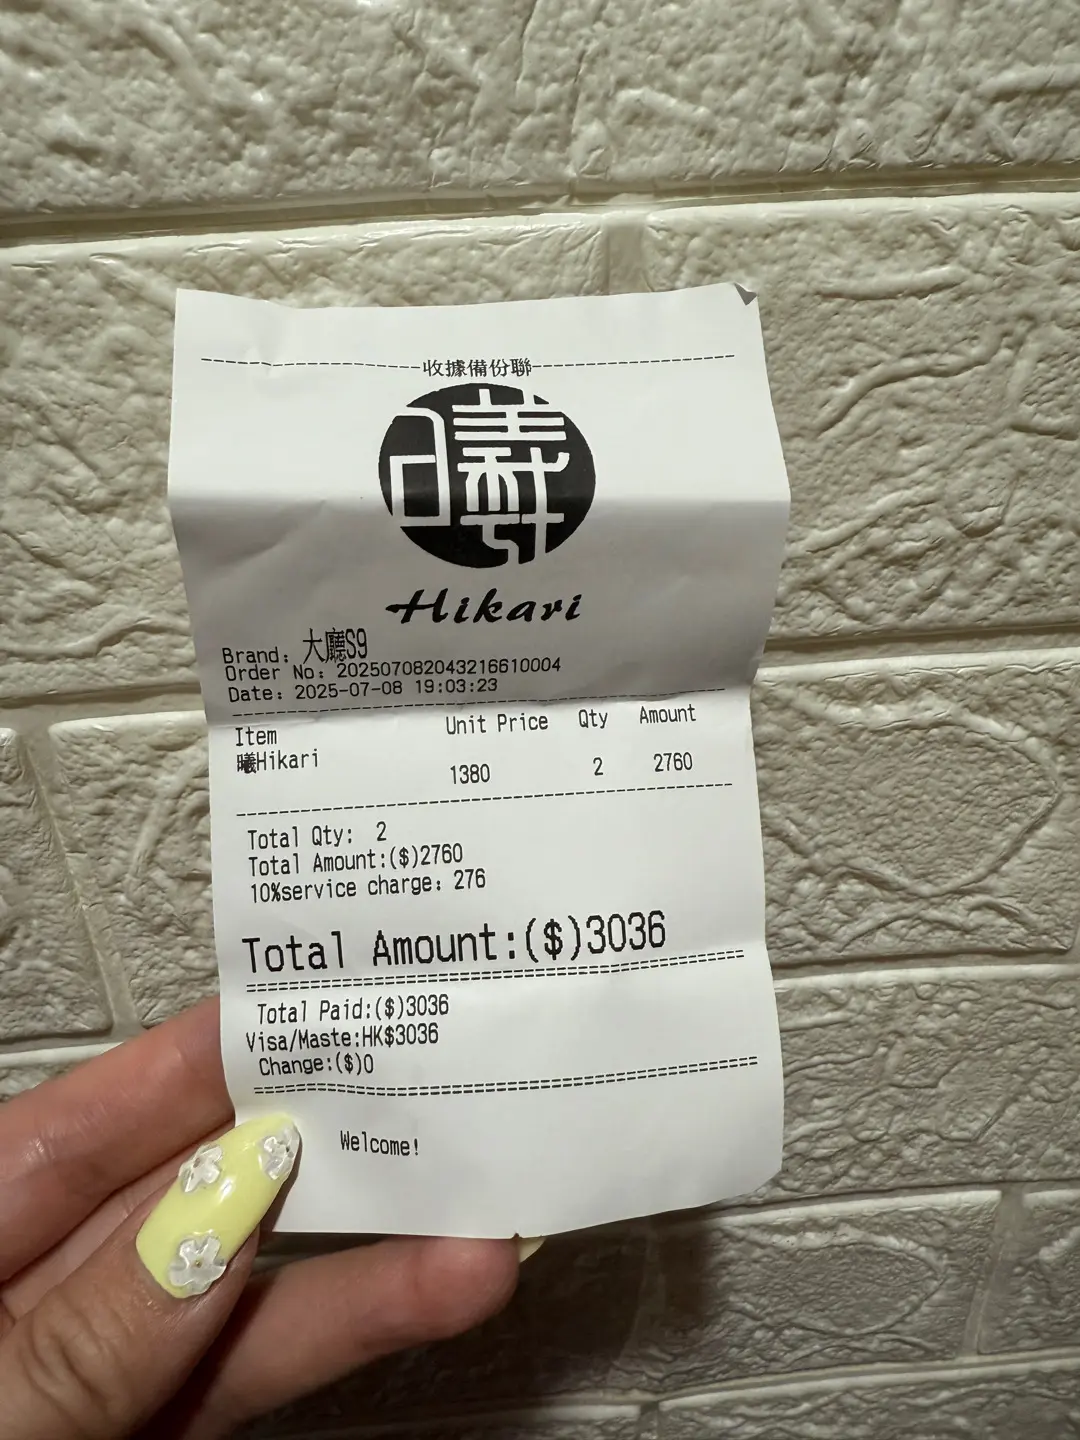 --------------------收據備份聯--------------------
曦
Hikari
Brand: 大廳S9
Order No: 202507082043216610004
Date: 2025-07-08 19:03:23
Item Unit Price Qty Amount
曦Hikari
1380 2 2760
Total Qty: 2
Total Amount:($)2760
10%service charge: 276
Total Amount:($)3036
Total Paid:($)3036
Visa/Maste:HK$3036
Change:($)0
Welcome!